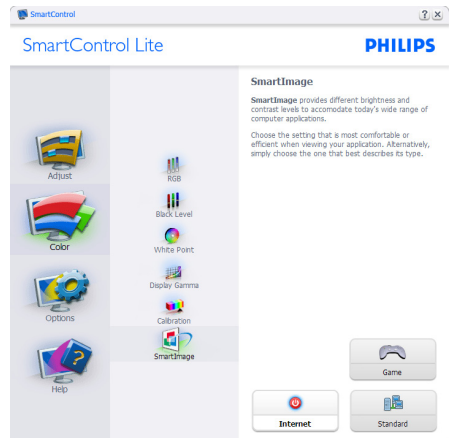 SmartControl
SmartControl Lite
PHILIPS
Adjust
Color
Options
Help
RGB
Black Level
White Point
Display Gamma
Calibration
SmartImage
SmartImage
SmartImage provides different brightness and
contrast levels to accomodate today's wide range of
computer applications.
Choose the setting that is most comfortable or
efficient when viewing your application. Alternatively,
simply choose the one that best describes its type.
Game
Internet
Standard